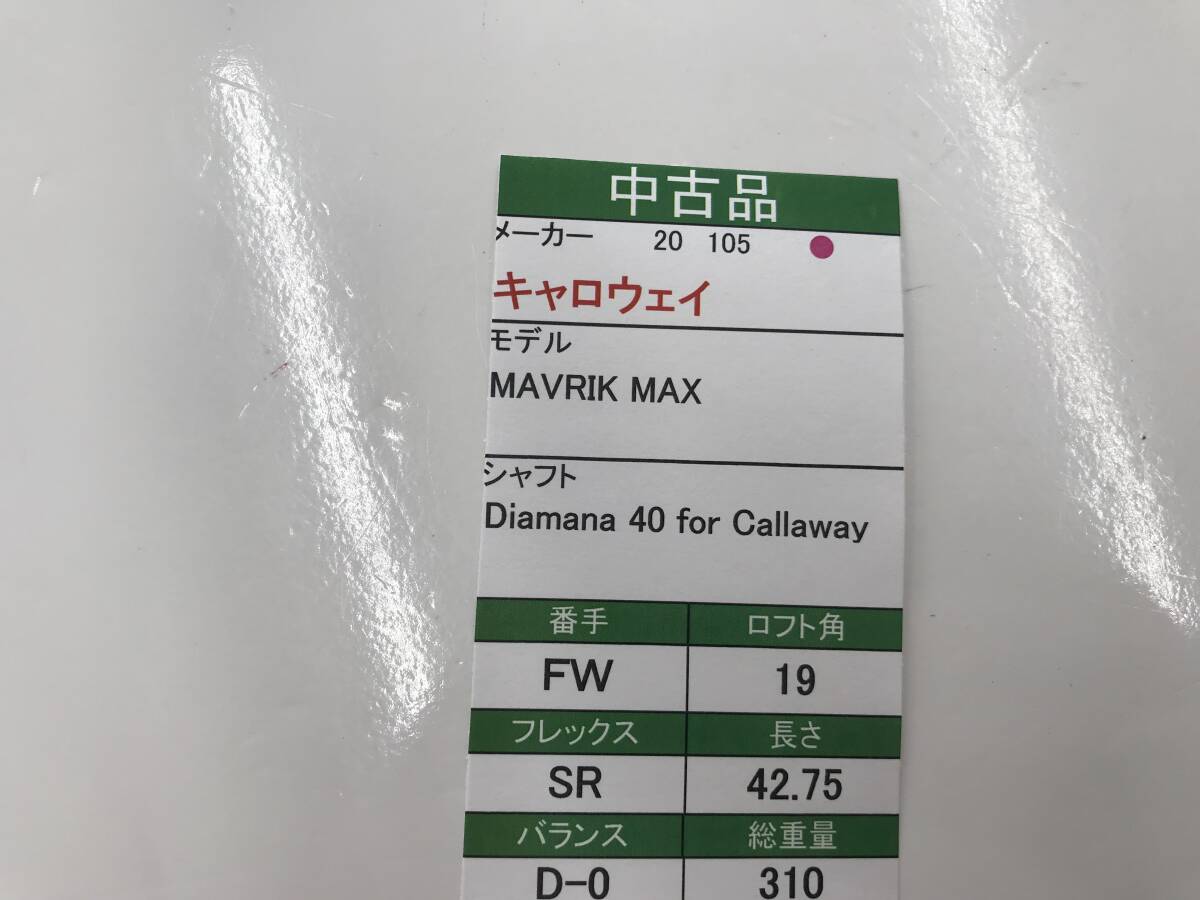 中古品
メーカー 20 105
キャロウェイ
モデル
MAVRIK MAX
シャフト
Diamana 40 for Callaway
番手 ロフト角
FW 19
フレックス 長さ
SR 42.75
バランス 総重量
D-0 310